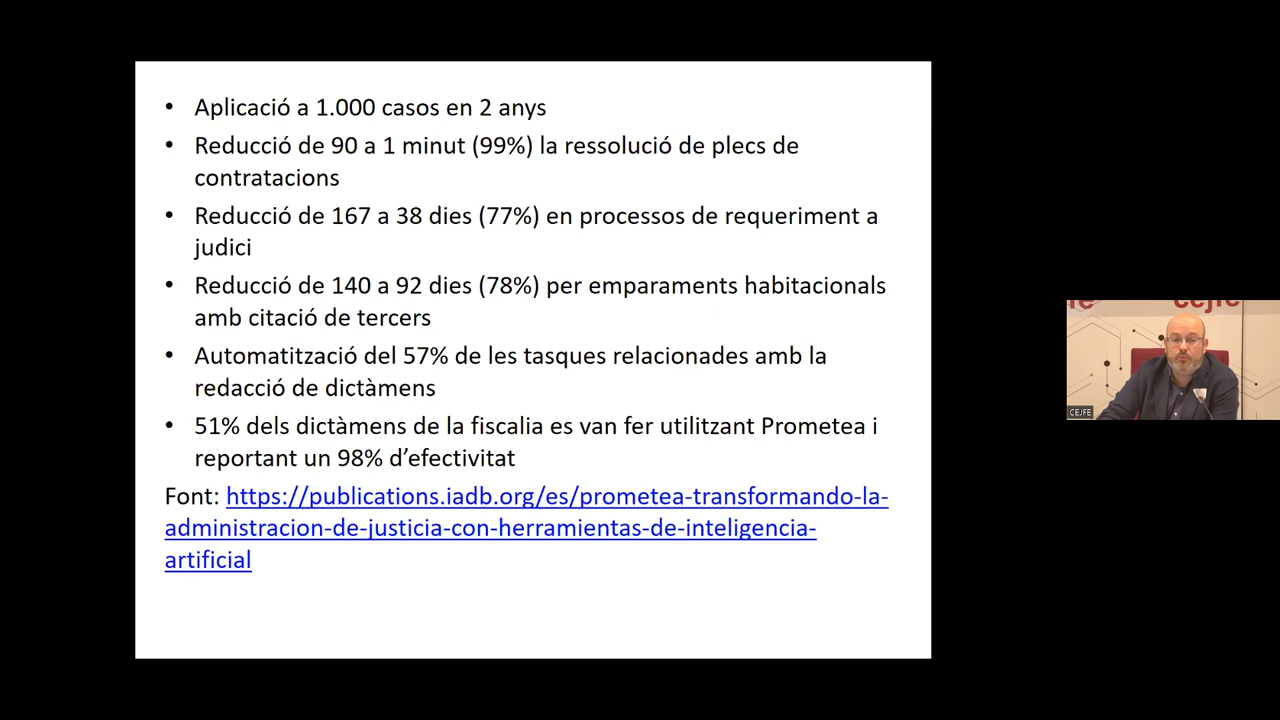 • Aplicació a 1.000 casos en 2 anys
• Reducció de 90 a 1 minut (99%) la ressolució de plecs de
contratacions
• Reducció de 167 a 38 dies (77%) en processos de requeriment a
judici
• Reducció de 140 a 92 dies (78%) per emparaments habitacionals
amb citació de tercers
• Automatització del 57% de les tasques relacionades amb la
redacció de dictàmens
• 51% dels dictàmens de la fiscalia es van fer utilitzant Prometea i
reportant un 98% d’efectivitat
Font: https://publications.iadb.org/es/prometea-transformando-la-
administracion-de-justicia-con-herramientas-de-inteligencia-
artificial
cejfe
CEJFE